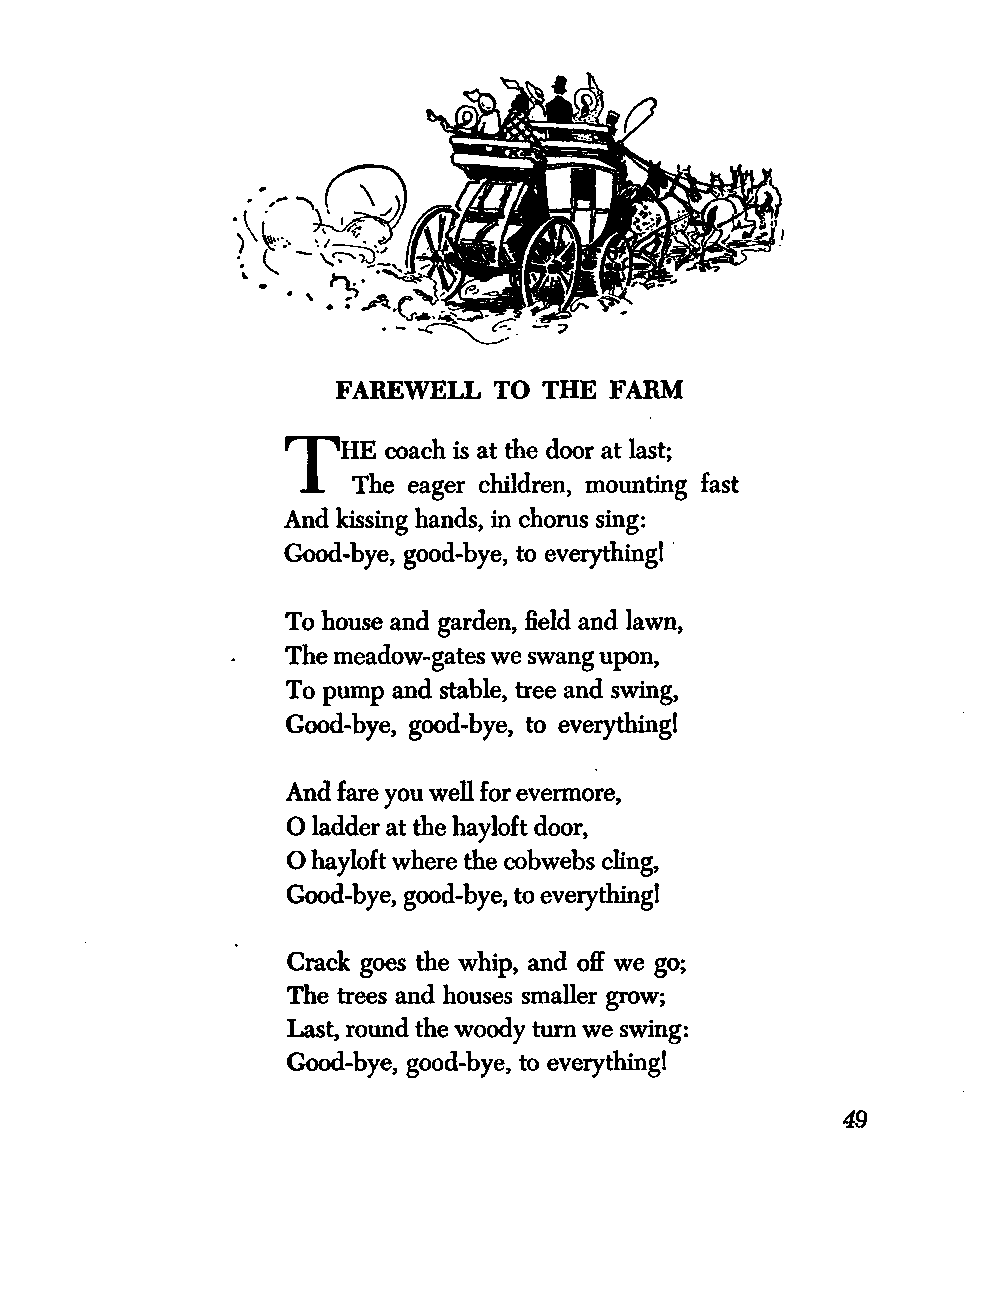 FAREWELL TO THE FARM
THE coach is at the door at last;
The eager children, mounting fast
And kissing hands, in chorus sing:
Good-bye, good-bye, to everything!
To house and garden, field and lawn,
The meadow-gates we swang upon,
To pump and stable, tree and swing,
Good-bye, good-bye, to everything!
And fare you well for evermore,
O ladder at the hayloft door,
O hayloft where the cobwebs cling,
Good-bye, good-bye, to everything!
Crack goes the whip, and off we go;
The trees and houses smaller grow;
Last, round the woody turn we swing:
Good-bye, good-bye, to everything!
49